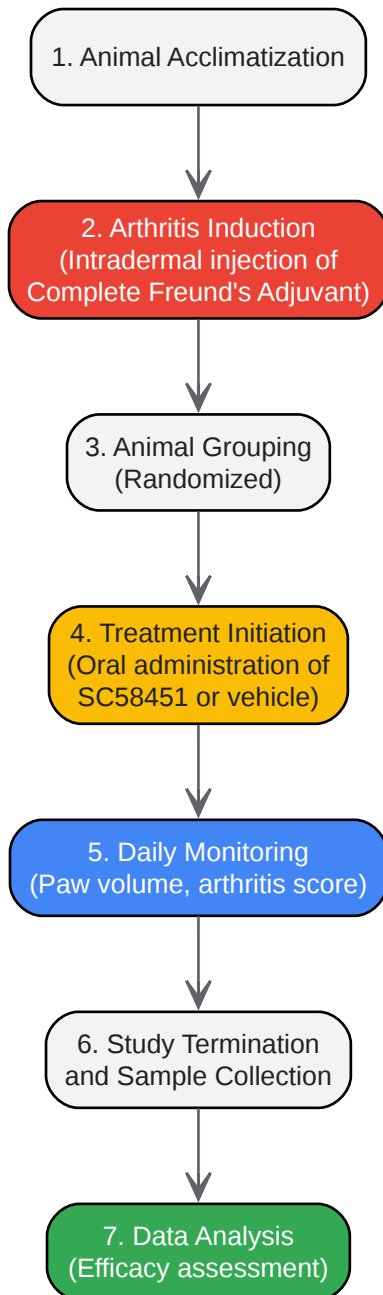 1. Animal Acclimatization
2. Arthritis Induction
(Intradermal injection of
Complete Freund's Adjuvant)
3. Animal Grouping
(Randomized)
4. Treatment Initiation
(Oral administration of
SC58451 or vehicle)
5. Daily Monitoring
(Paw volume, arthritis score)
6. Study Termination
and Sample Collection
7. Data Analysis
(Efficacy assessment)